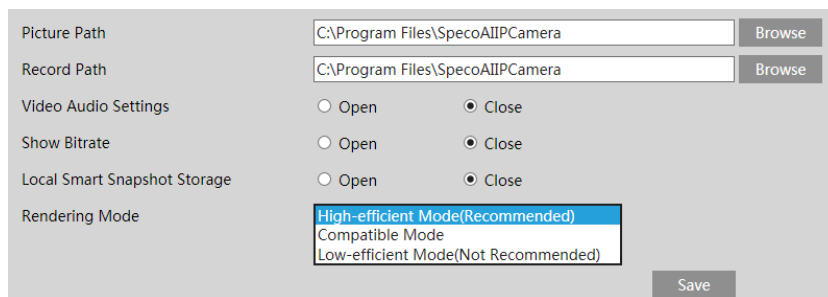 Picture Path C:\Program Files\SpecoAIIPCamera Browse
Record Path C:\Program Files\SpecoAIIPCamera Browse
Video Audio Settings Open Close
Show Bitrate Open Close
Local Smart Snapshot Storage Open Close
Rendering Mode High-efficient Mode(Recommended)
Compatible Mode
Low-efficient Mode(Not Recommended)
Save